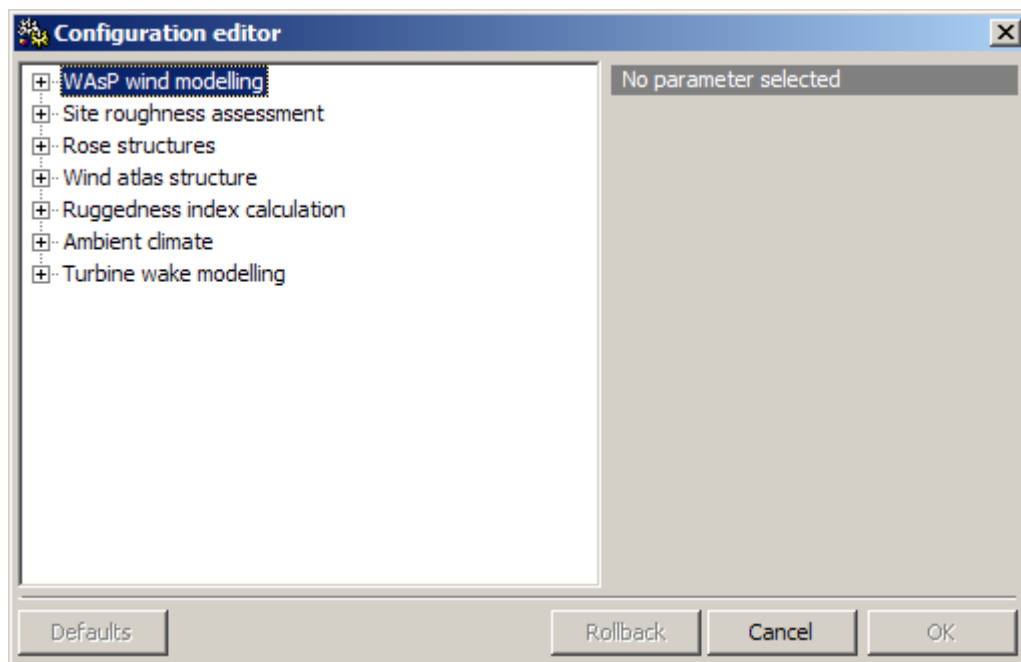 Configuration editor
WAsP wind modelling
Site roughness assessment
Rose structures
Wind atlas structure
Ruggedness index calculation
Ambient climate
Turbine wake modelling
No parameter selected
Defaults
Rollback
Cancel
OK